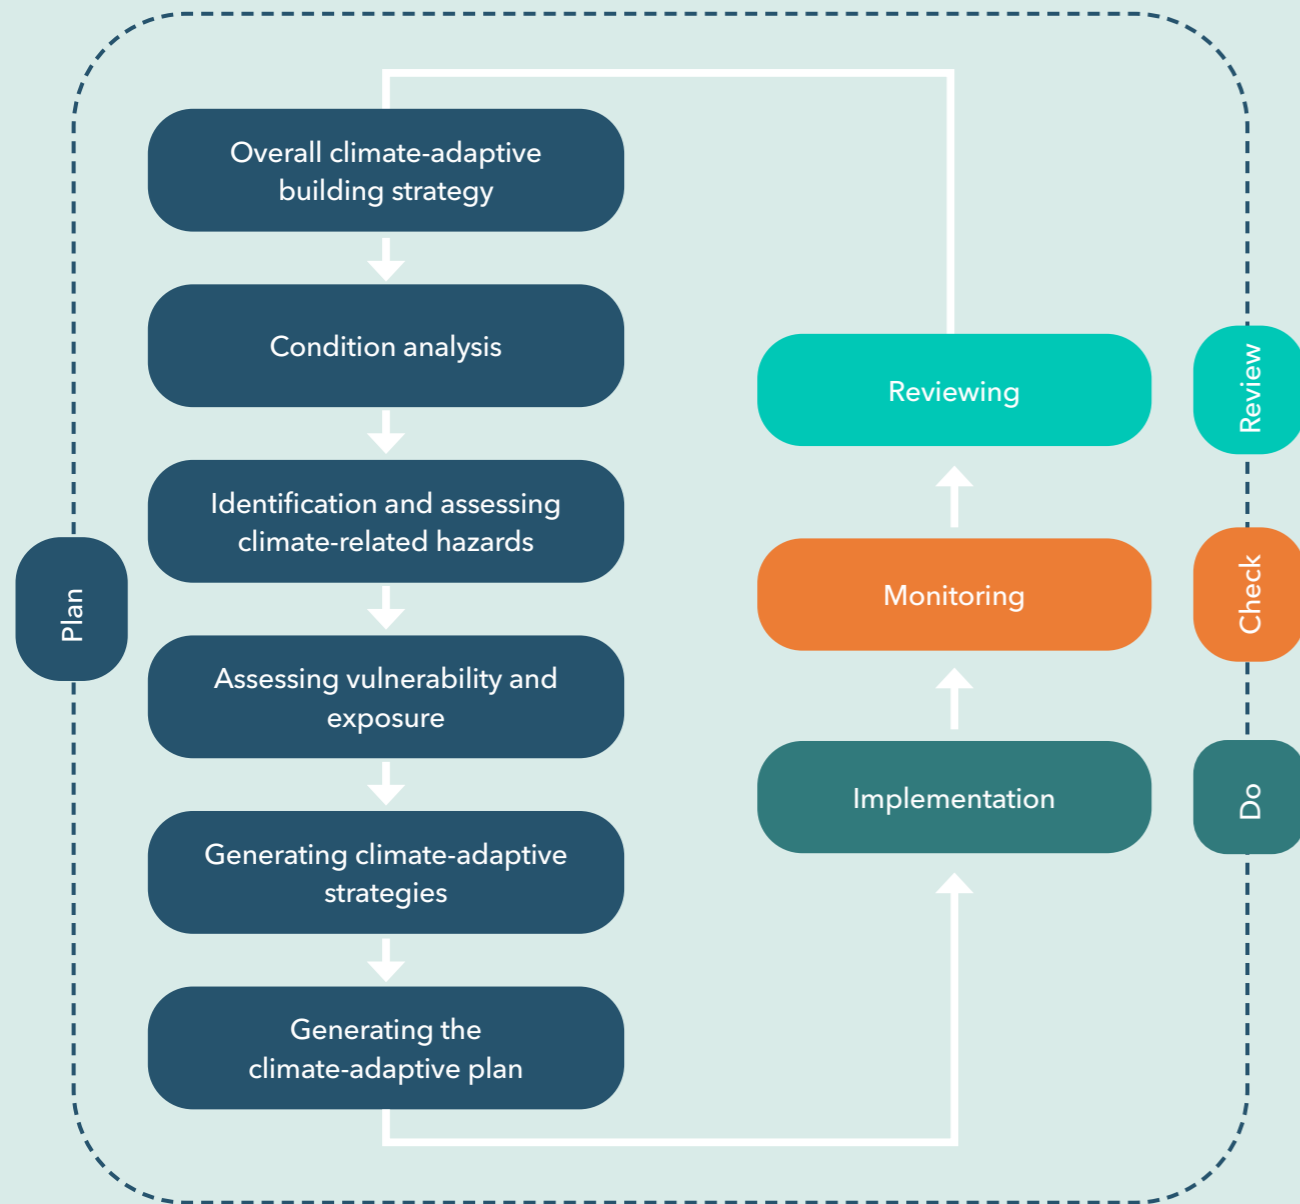 Overall climate-adaptive
building strategy
Condition analysis
Identification and assessing
climate-related hazards
Assessing vulnerability and
exposure
Generating climate-adaptive
strategies
Generating the
climate-adaptive plan
Plan
Reviewing
Monitoring
Implementation
Review
Check
Do